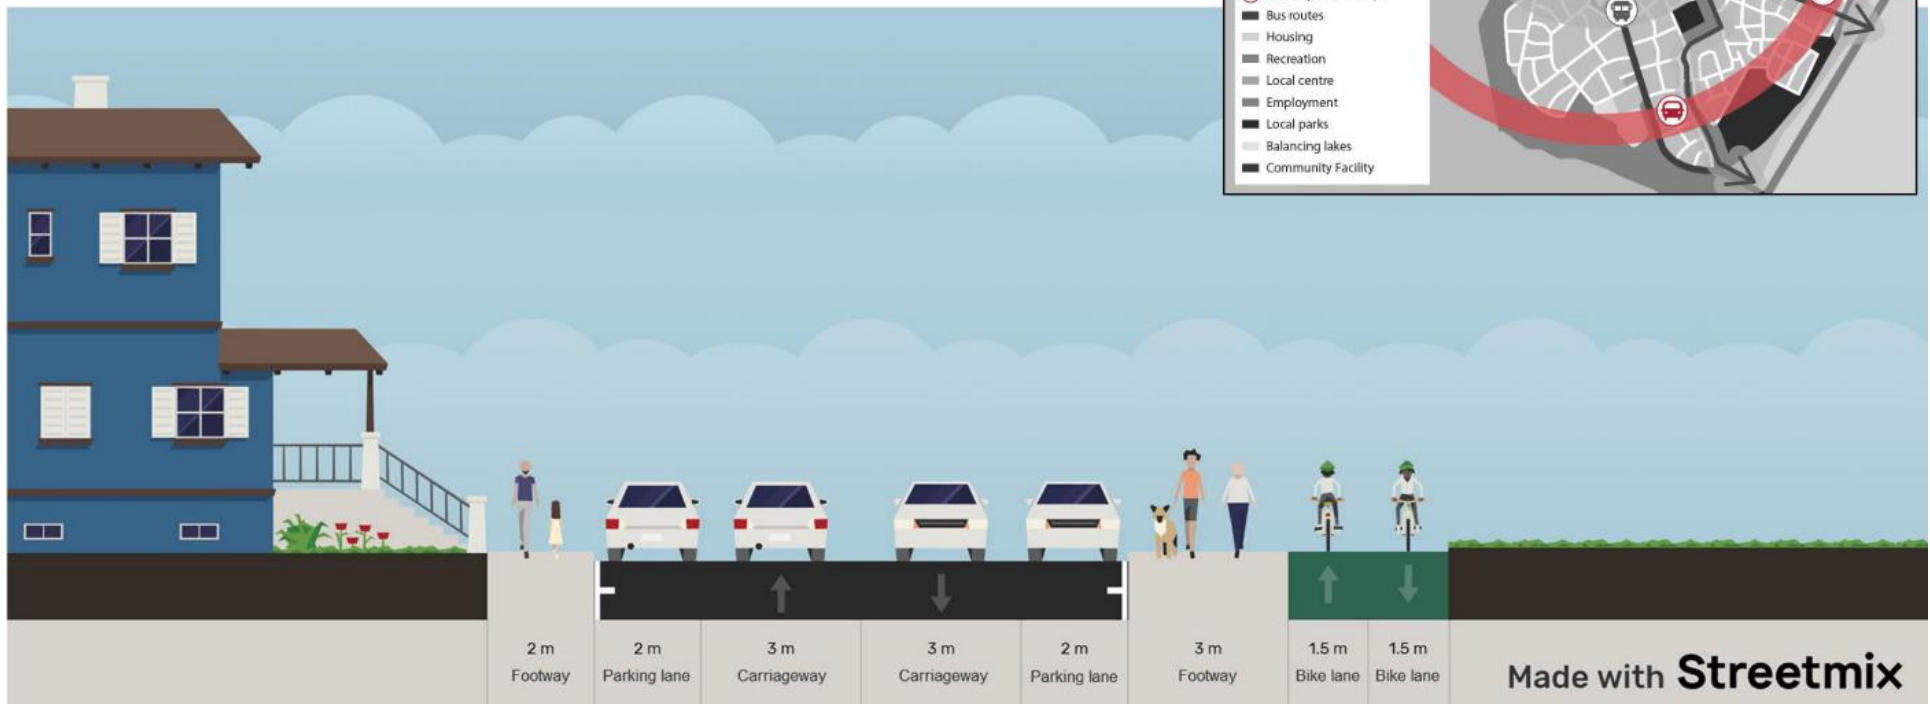 Bus routes
Housing
Recreation
Local centre
Employment
Local parks
Balancing lakes
Community Facility
2 m
Footway
2 m
Parking lane
3 m
Carriageway
3 m
Carriageway
2 m
Parking lane
3 m
Footway
1.5 m
Bike lane
1.5 m
Bike lane
Made with Streetmix